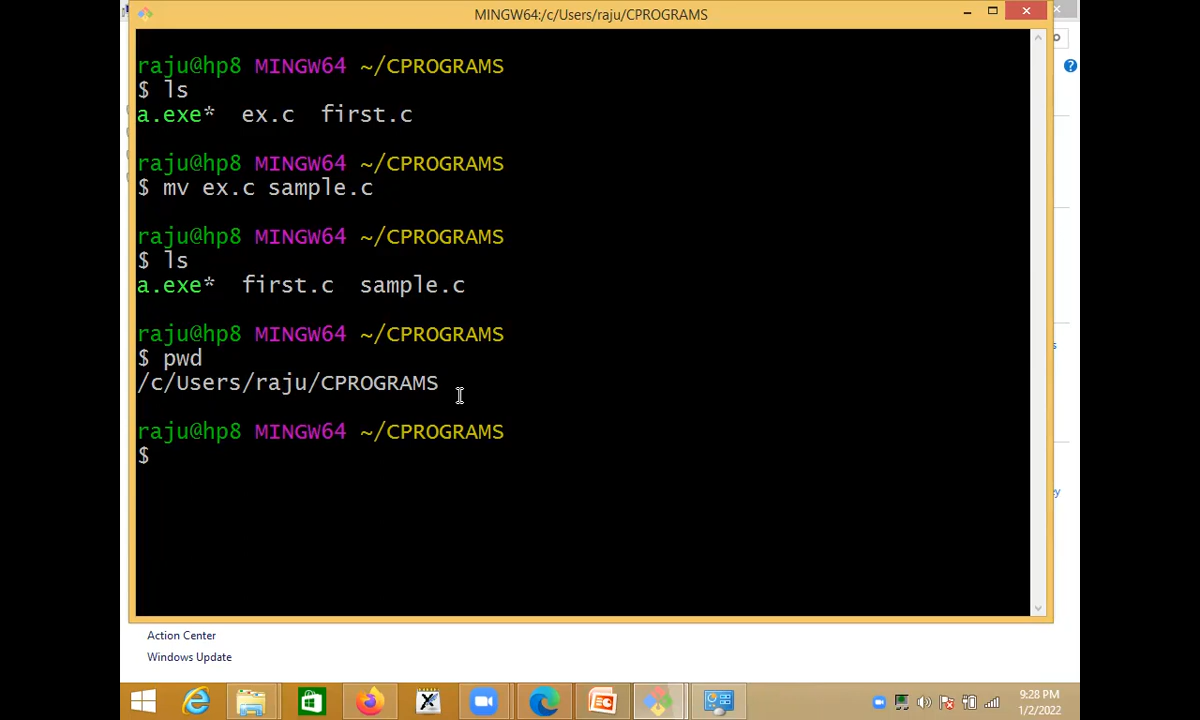 MINGW64:/c/Users/raju/CPROGRAMS
raju@hp8 MINGW64 ~/CPROGRAMS
$ ls
a.exe*  ex.c  first.c
raju@hp8 MINGW64 ~/CPROGRAMS
$ mv ex.c sample.c
raju@hp8 MINGW64 ~/CPROGRAMS
$ ls
a.exe*  first.c  sample.c
raju@hp8 MINGW64 ~/CPROGRAMS
$ pwd
/c/Users/raju/CPROGRAMS
raju@hp8 MINGW64 ~/CPROGRAMS
$
Action Center
Windows Update
9:28 PM
1/2/2022